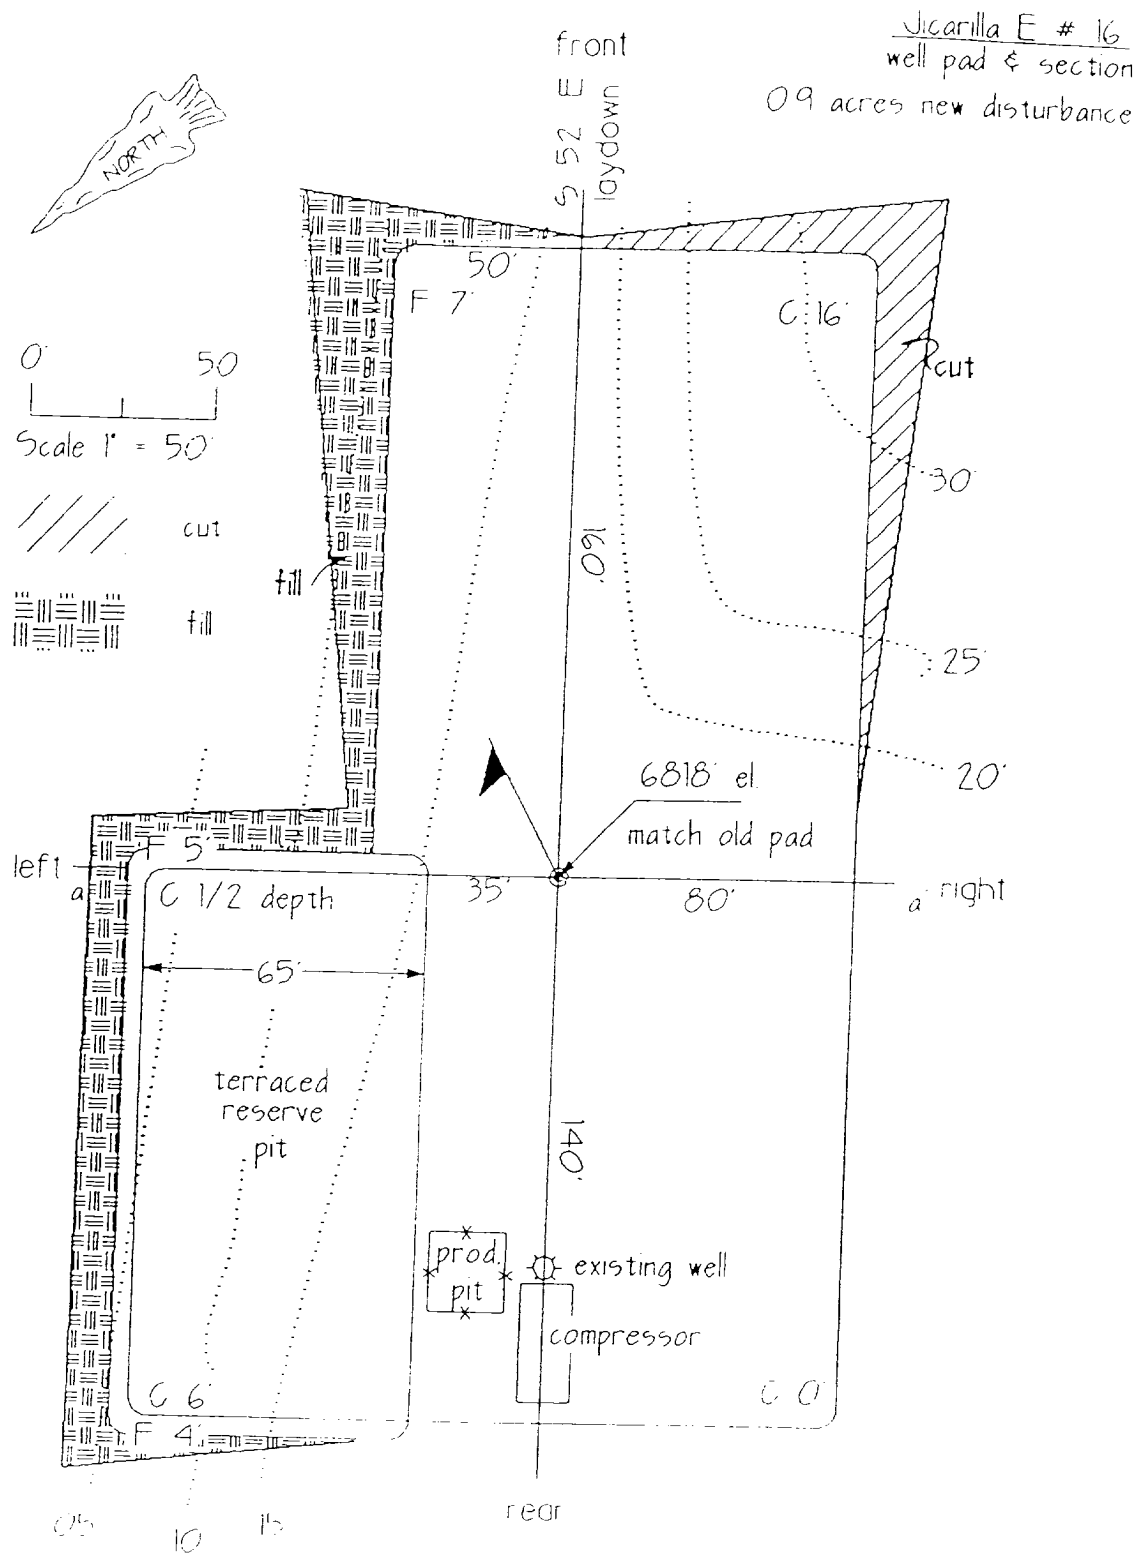 Jicarilla E # 16
well pad & section
0 9 acres new disturbance
front
S 52 E
laydown
NORTH
50'
F 7'
C 16'
cut
0'
50
Scale 1" = 50'
30'
cut
160'
fill
fill
25'
20'
6818' el.
match old pad
F 5'
left
a
C 1/2 depth
35'
80'
a'
right
65'
terraced
reserve
pit
140'
prod.
pit
existing well
compressor
C 6'
C 0'
F 4'
rear
05
10
15